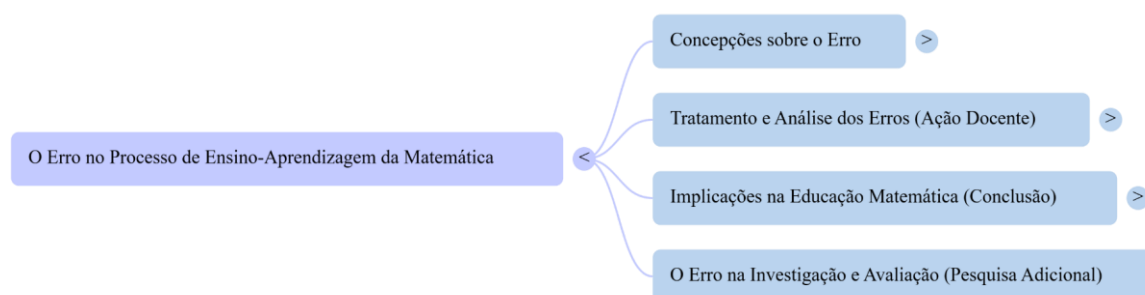 O Erro no Processo de Ensino-Aprendizagem da Matemática
<
Concepções sobre o Erro
>
Tratamento e Análise dos Erros (Ação Docente)
>
Implicações na Educação Matemática (Conclusão)
>
O Erro na Investigação e Avaliação (Pesquisa Adicional)